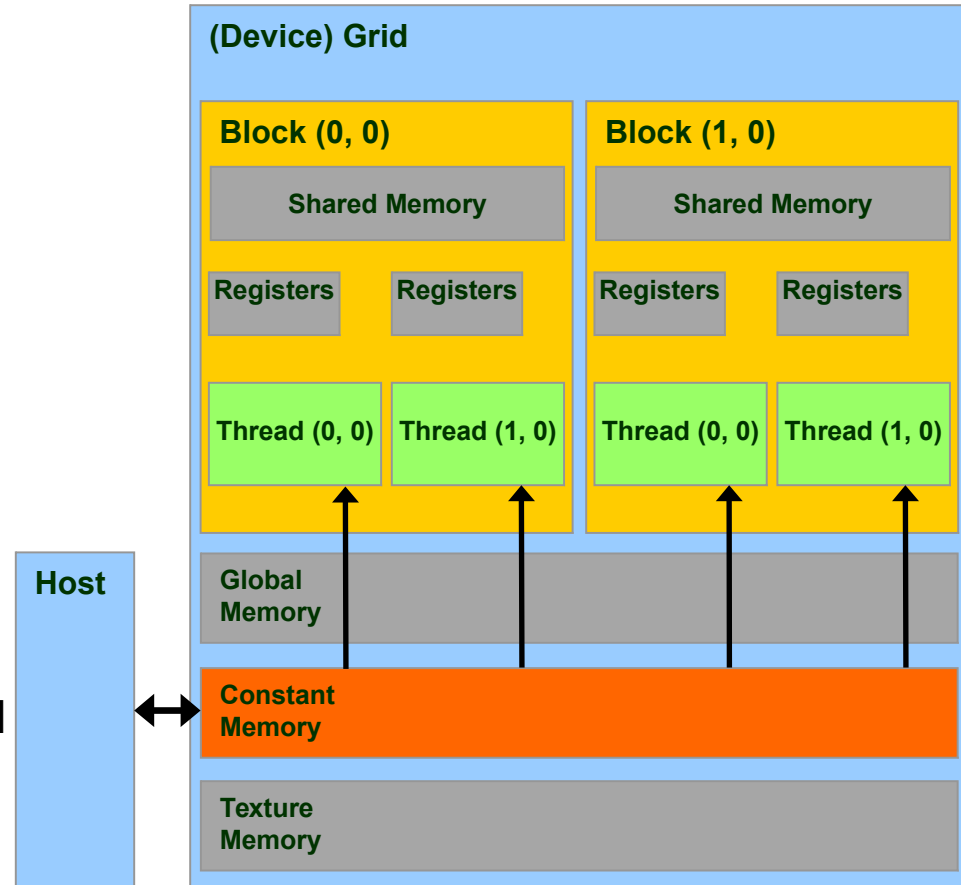 (Device) Grid
Block (0, 0)
Block (1, 0)
Shared Memory
Shared Memory
Registers
Registers
Registers
Registers
Thread (0, 0)
Thread (1, 0)
Thread (0, 0)
Thread (1, 0)
Host
Global
Memory
Constant
Memory
Texture
Memory